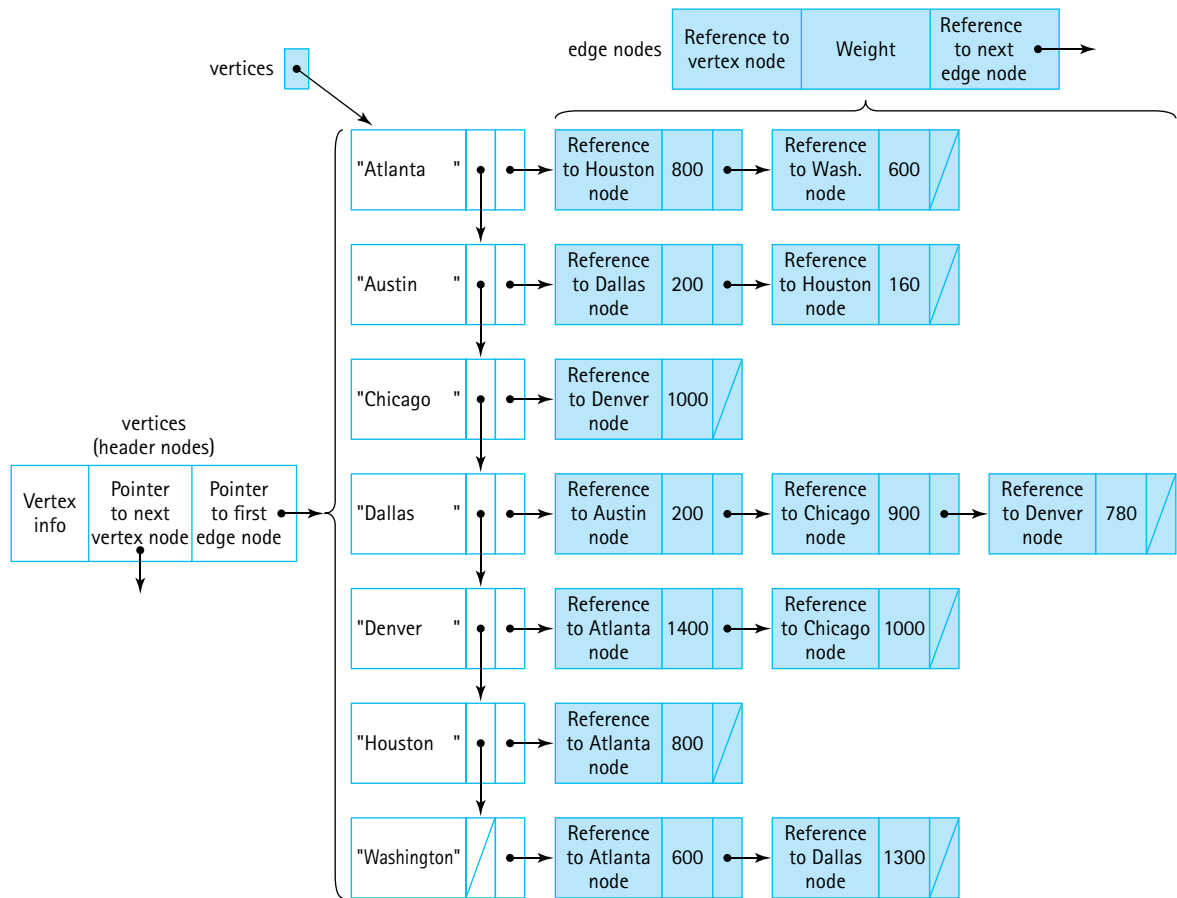 edge nodes
Reference to
vertex node
Weight
Reference
to next
edge node
vertices
"Atlanta "
Reference
to Houston
node
800
Reference
to Wash.
node
600
"Austin "
Reference
to Dallas
node
200
Reference
to Houston
node
160
"Chicago "
Reference
to Denver
node
1000
vertices
(header nodes)
Vertex
info
Pointer
to next
vertex node
Pointer
to first
edge node
"Dallas "
Reference
to Austin
node
200
Reference
to Chicago
node
900
Reference
to Denver
node
780
"Denver "
Reference
to Atlanta
node
1400
Reference
to Chicago
node
1000
"Houston "
Reference
to Atlanta
node
800
"Washington"
Reference
to Atlanta
node
600
Reference
to Dallas
node
1300